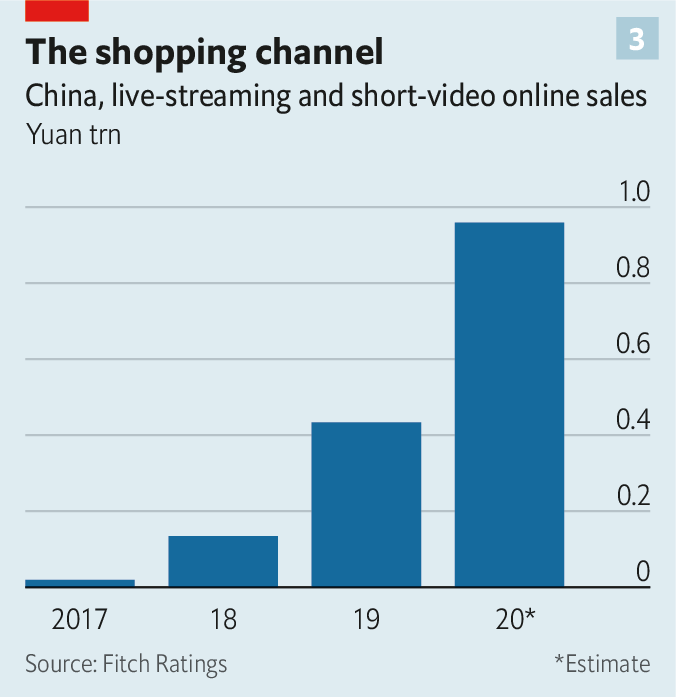 The shopping channel
3
China, live-streaming and short-video online sales
Yuan trn
1.0
0.8
0.6
0.4
0.2
0
2017
18
19
20*
Source: Fitch Ratings
*Estimate